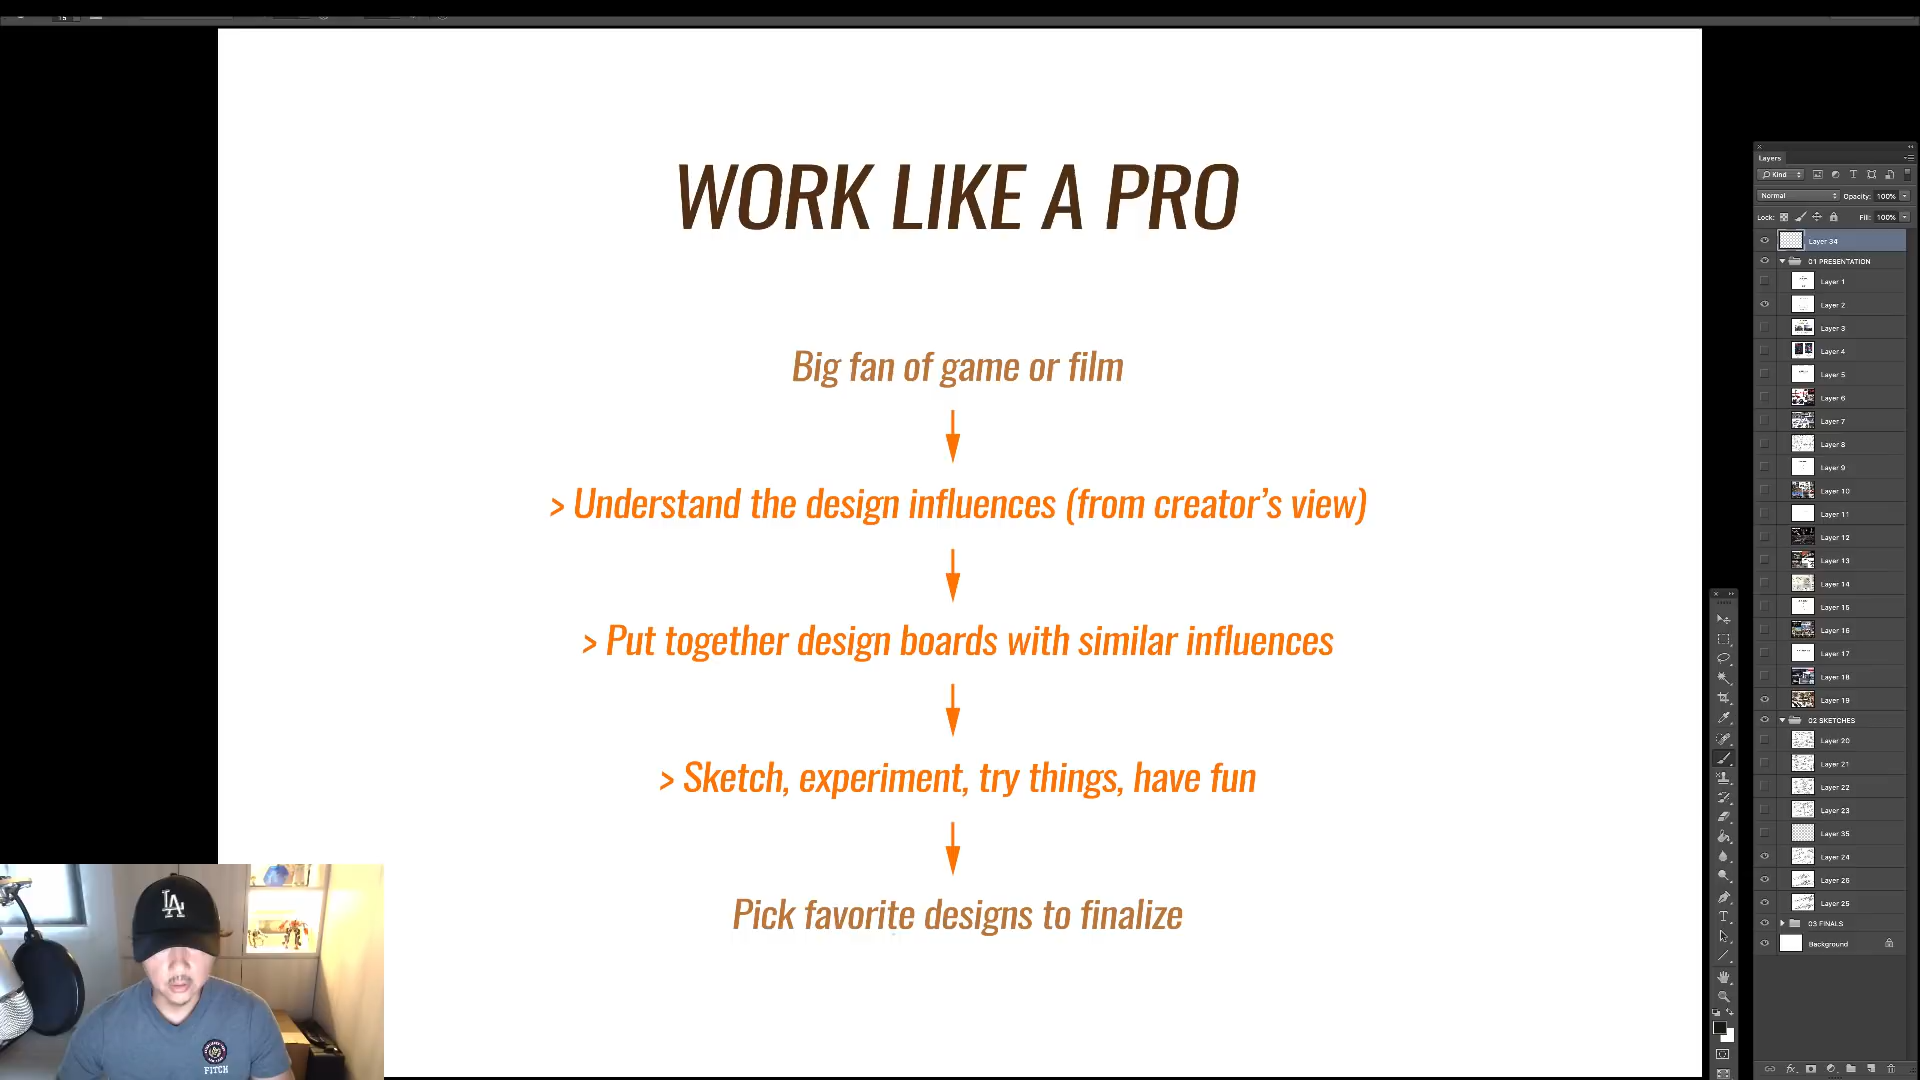 15
WORK LIKE A PRO
Big fan of game or film
> Understand the design influences (from creator’s view)
> Put together design boards with similar influences
> Sketch, experiment, try things, have fun
Pick favorite designs to finalize
LA
FITCH
Layers
Kind
Normal
Opacity: 100%
Lock:
Fill: 100%
Layer 34
01 PRESENTATION
Layer 1
Layer 2
Layer 3
Layer 4
Layer 5
Layer 6
Layer 7
Layer 8
Layer 9
Layer 10
Layer 11
Layer 12
Layer 13
Layer 14
Layer 15
Layer 16
Layer 17
Layer 18
Layer 19
02 SKETCHES
Layer 20
Layer 21
Layer 22
Layer 23
Layer 35
Layer 24
Layer 26
Layer 25
03 FINALS
Background